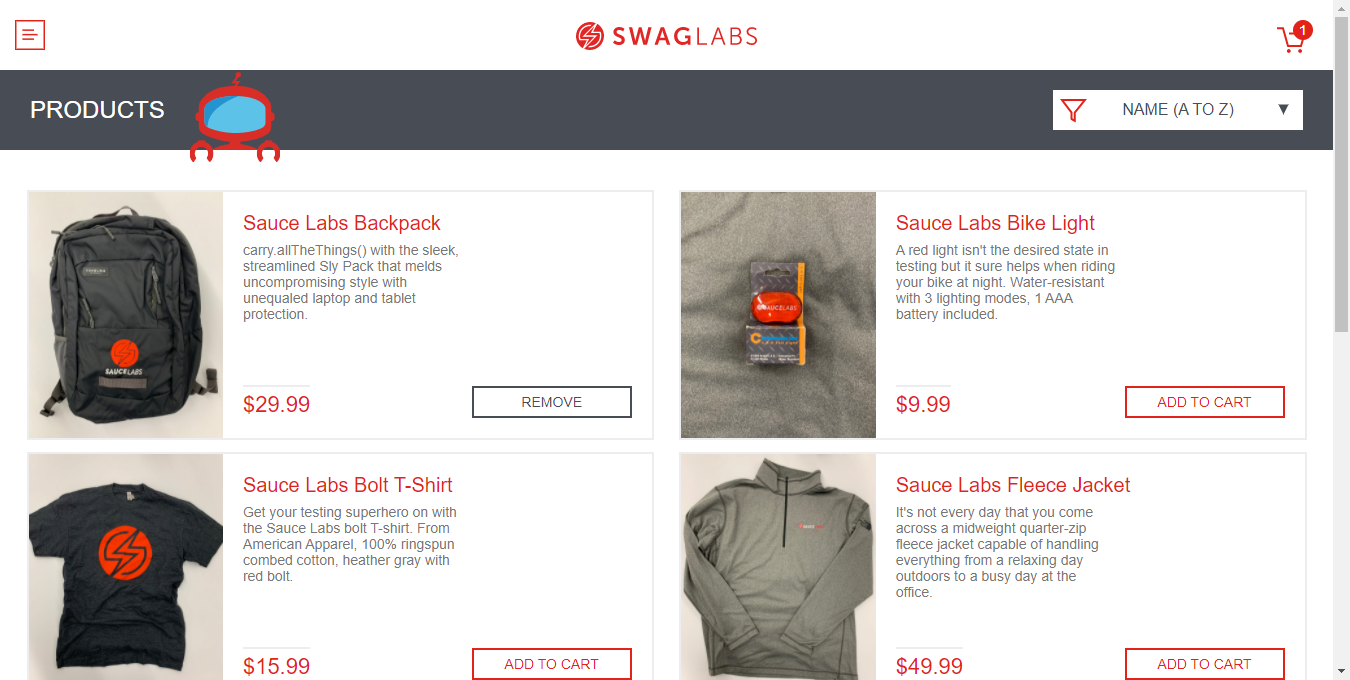 SWAGLABS
1
PRODUCTS
NAME (A TO Z)
Sauce Labs Backpack
carry.allTheThings() with the sleek,
streamlined Sly Pack that melds
uncompromising style with
unequaled laptop and tablet
protection.
$29.99
REMOVE
SAUCELABS
Sauce Labs Bike Light
A red light isn't the desired state in
testing but it sure helps when riding
your bike at night. Water-resistant
with 3 lighting modes, 1 AAA
battery included.
$9.99
ADD TO CART
SAUCELABS
Sauce Labs Bolt T-Shirt
Get your testing superhero on with
the Sauce Labs bolt T-shirt. From
American Apparel, 100% ringspun
combed cotton, heather gray with
red bolt.
$15.99
ADD TO CART
Sauce Labs Fleece Jacket
It's not every day that you come
across a midweight quarter-zip
fleece jacket capable of handling
everything from a relaxing day
outdoors to a busy day at the
office.
$49.99
ADD TO CART